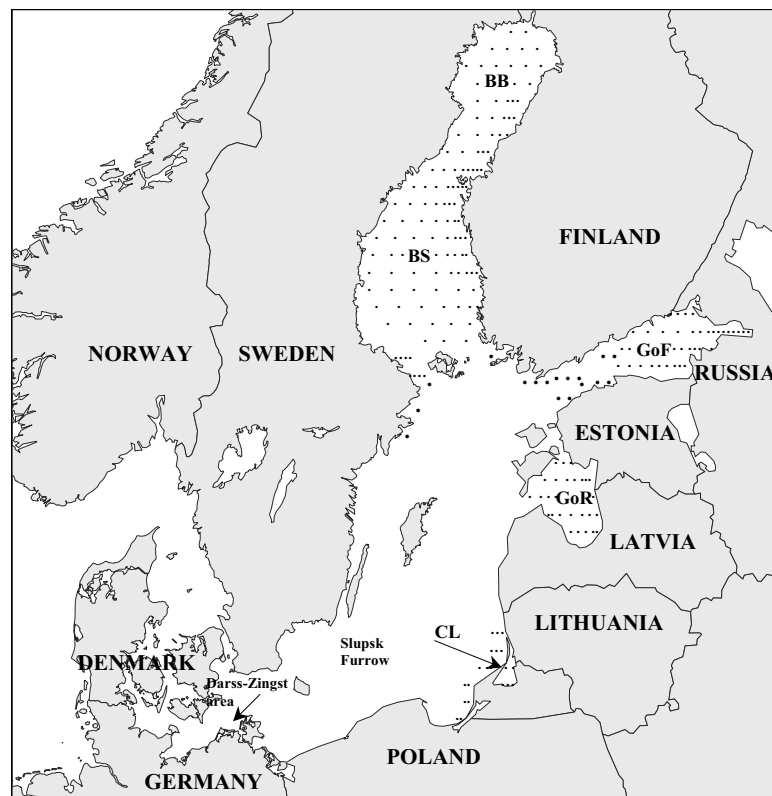 BB
FINLAND
BS
NORWAY
SWEDEN
GoF
RUSSIA
ESTONIA
GoR
LATVIA
LITHUANIA
CL
Slupsk
Furrow
DENMARK
Darss-Zingst
area
POLAND
GERMANY